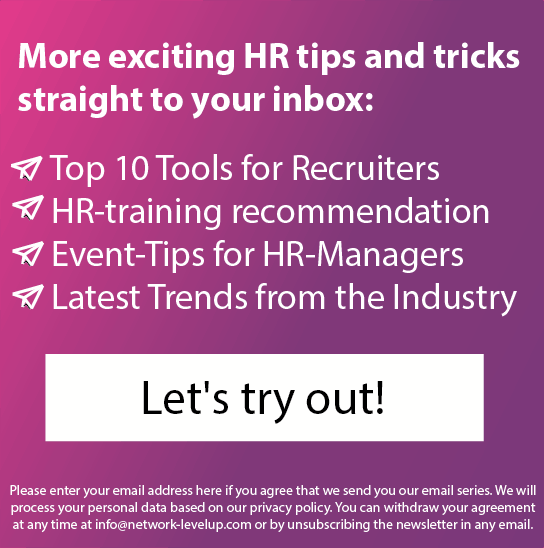 More exciting HR tips and tricks
straight to your inbox:
Top 10 Tools for Recruiters
HR-training recommendation
Event-Tips for HR-Managers
Latest Trends from the Industry
Let's try out!
Please enter your email address here if you agree that we send you our email series. We will
process your personal data based on our privacy policy. You can withdraw your agreement
at any time at info@network-levelup.com or by unsubscribing the newsletter in any email.